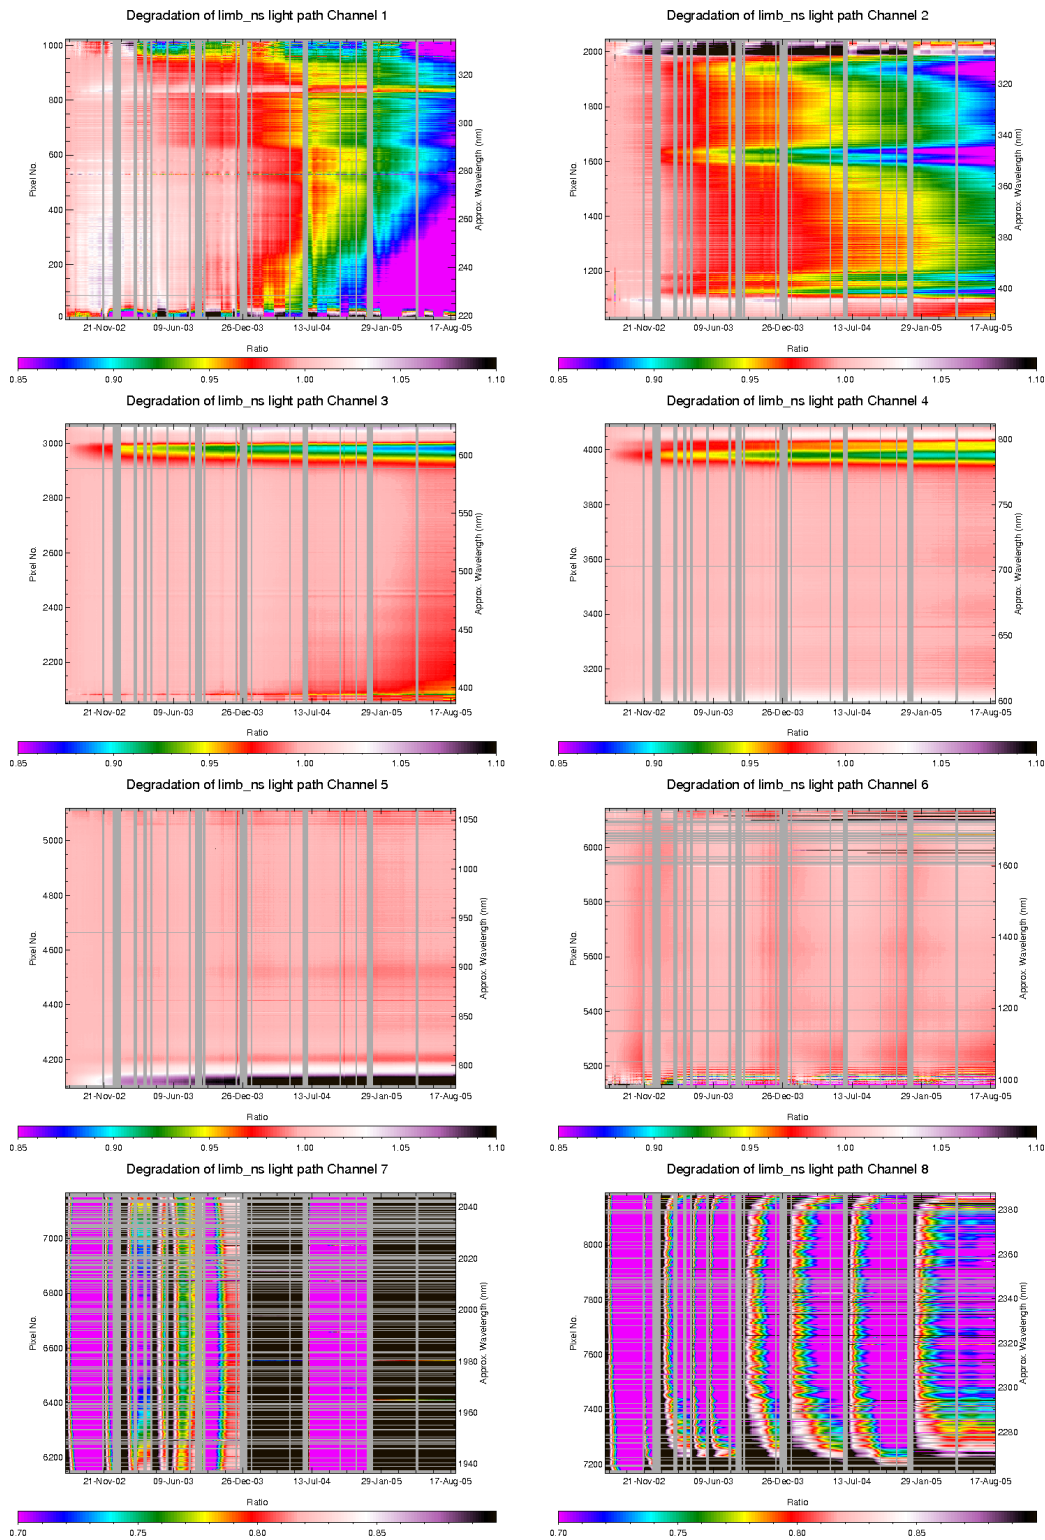 Degradation of limb_ns light path Channel 1
Pixel No.
1000
800
600
400
200
0
Approx. Wavelength (nm)
320
300
280
260
240
220
21-Nov-02 09-Jun-03 26-Dec-03 13-Jul-04 29-Jan-05 17-Aug-05
Ratio
0.85 0.90 0.95 1.00 1.05 1.10
Degradation of limb_ns light path Channel 2
Pixel No.
2000
1800
1600
1400
1200
Approx. Wavelength (nm)
320
340
360
380
400
21-Nov-02 09-Jun-03 26-Dec-03 13-Jul-04 29-Jan-05 17-Aug-05
Ratio
0.85 0.90 0.95 1.00 1.05 1.10
Degradation of limb_ns light path Channel 3
Pixel No.
3000
2800
2600
2400
2200
Approx. Wavelength (nm)
600
550
500
450
400
21-Nov-02 09-Jun-03 26-Dec-03 13-Jul-04 29-Jan-05 17-Aug-05
Ratio
0.85 0.90 0.95 1.00 1.05 1.10
Degradation of limb_ns light path Channel 4
Pixel No.
4000
3800
3600
3400
3200
Approx. Wavelength (nm)
800
750
700
650
600
21-Nov-02 09-Jun-03 26-Dec-03 13-Jul-04 29-Jan-05 17-Aug-05
Ratio
0.85 0.90 0.95 1.00 1.05 1.10
Degradation of limb_ns light path Channel 5
Pixel No.
5000
4800
4600
4400
4200
Approx. Wavelength (nm)
1050
1000
950
900
850
800
21-Nov-02 09-Jun-03 26-Dec-03 13-Jul-04 29-Jan-05 17-Aug-05
Ratio
0.85 0.90 0.95 1.00 1.05 1.10
Degradation of limb_ns light path Channel 6
Pixel No.
6000
5800
5600
5400
5200
Approx. Wavelength (nm)
1600
1400
1200
1000
21-Nov-02 09-Jun-03 26-Dec-03 13-Jul-04 29-Jan-05 17-Aug-05
Ratio
0.85 0.90 0.95 1.00 1.05 1.10
Degradation of limb_ns light path Channel 7
Pixel No.
7000
6800
6600
6400
6200
Approx. Wavelength (nm)
2040
2020
2000
1980
1960
1940
21-Nov-02 09-Jun-03 26-Dec-03 13-Jul-04 29-Jan-05 17-Aug-05
Ratio
0.70 0.75 0.80 0.85
Degradation of limb_ns light path Channel 8
Pixel No.
8000
7800
7600
7400
7200
Approx. Wavelength (nm)
2380
2360
2340
2320
2300
2280
21-Nov-02 09-Jun-03 26-Dec-03 13-Jul-04 29-Jan-05 17-Aug-05
Ratio
0.70 0.75 0.80 0.85